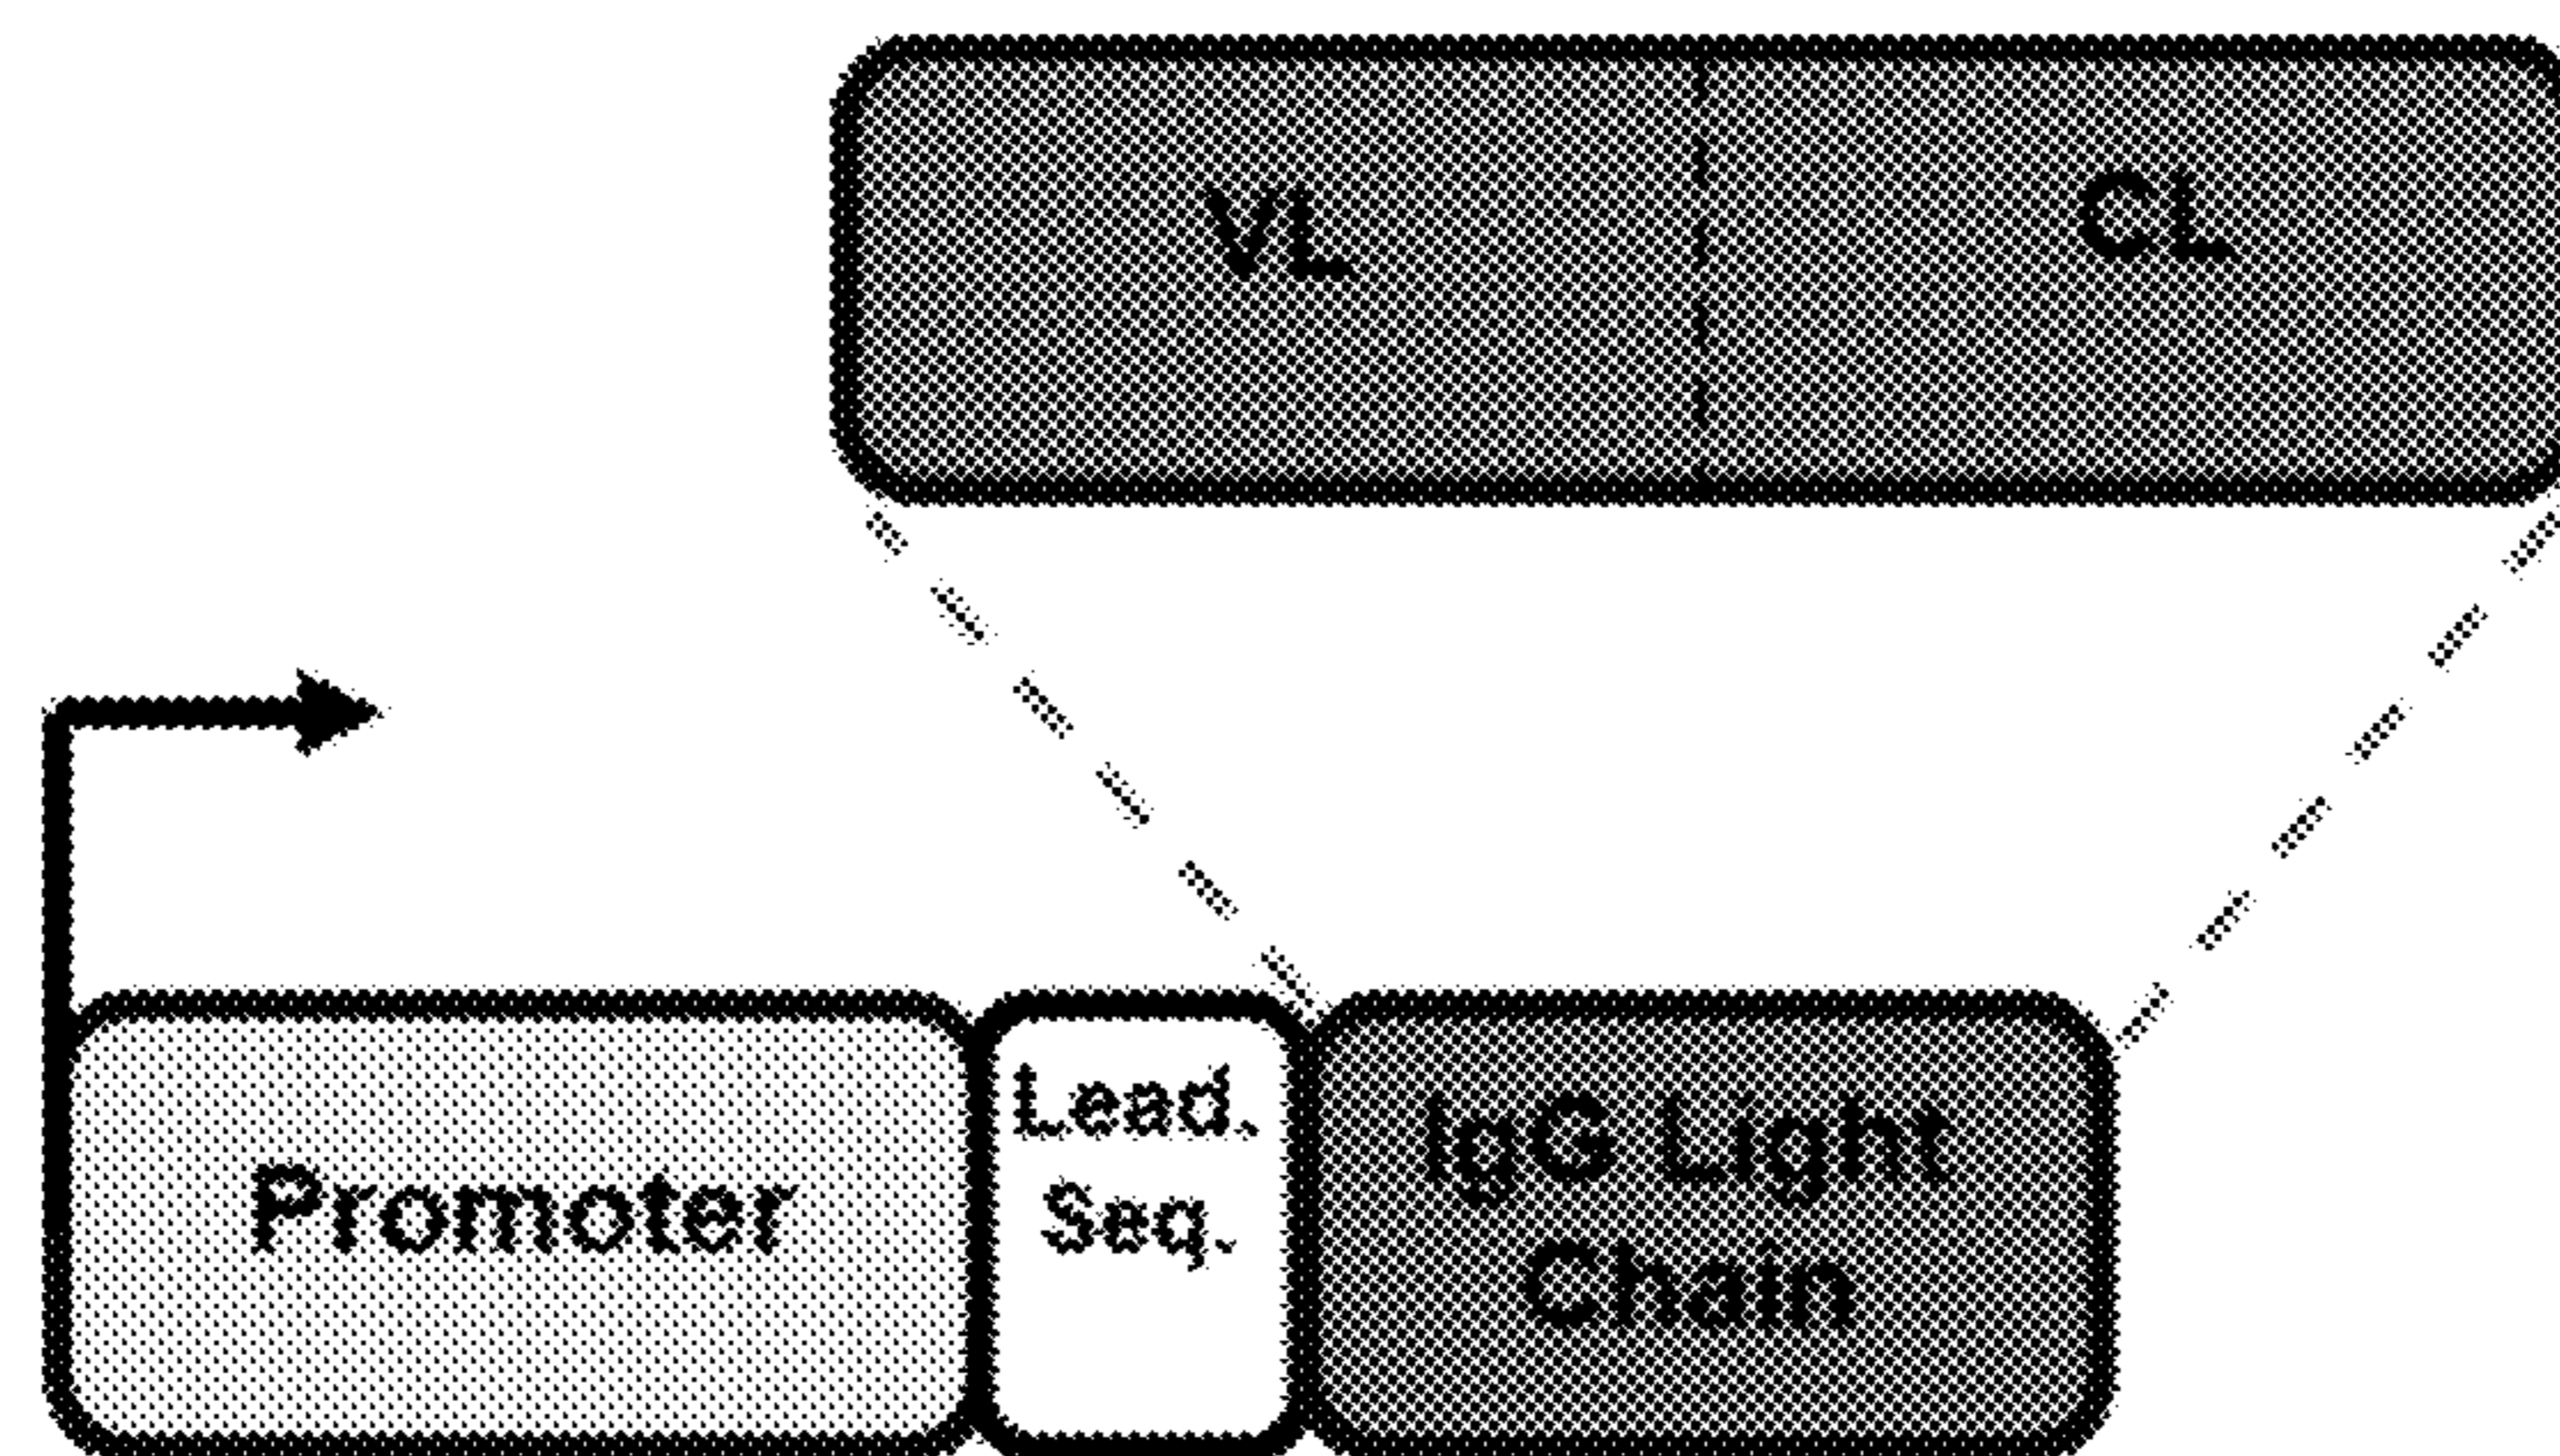 VL
CL
Promoter
Lead.
Seq.
IgG Light
Chain